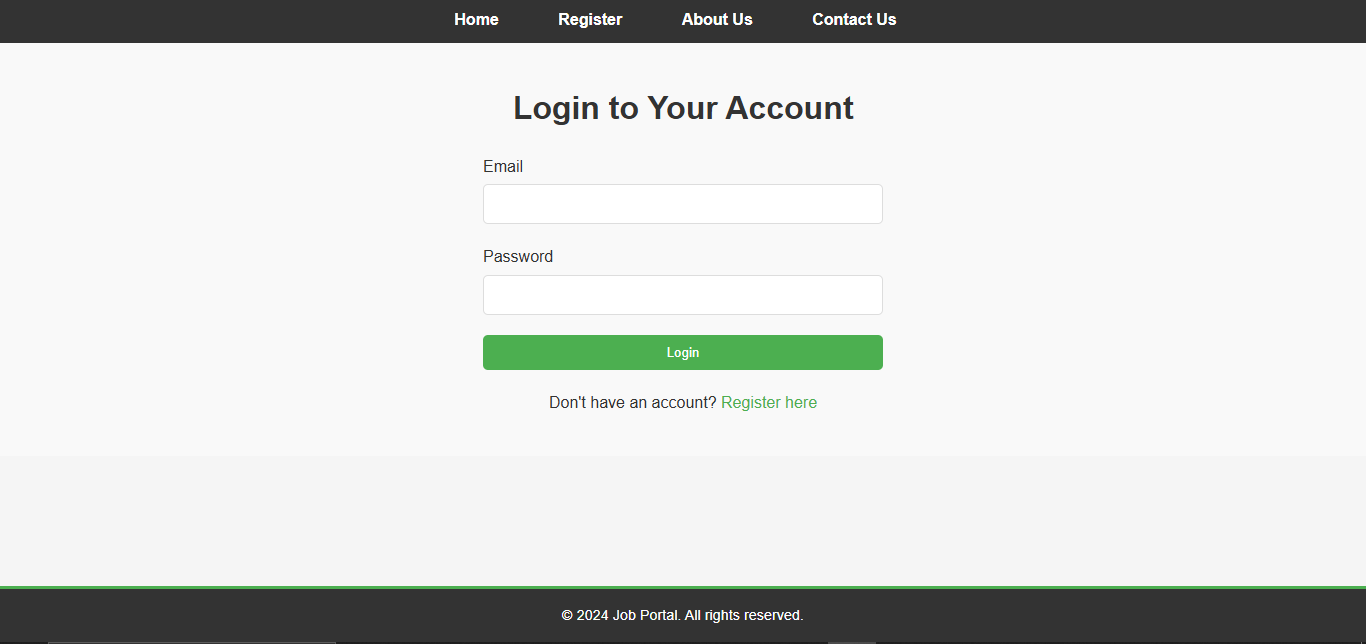 Home Register About Us Contact Us
Login to Your Account
Email
Password
Login
Don't have an account? Register here
© 2024 Job Portal. All rights reserved.